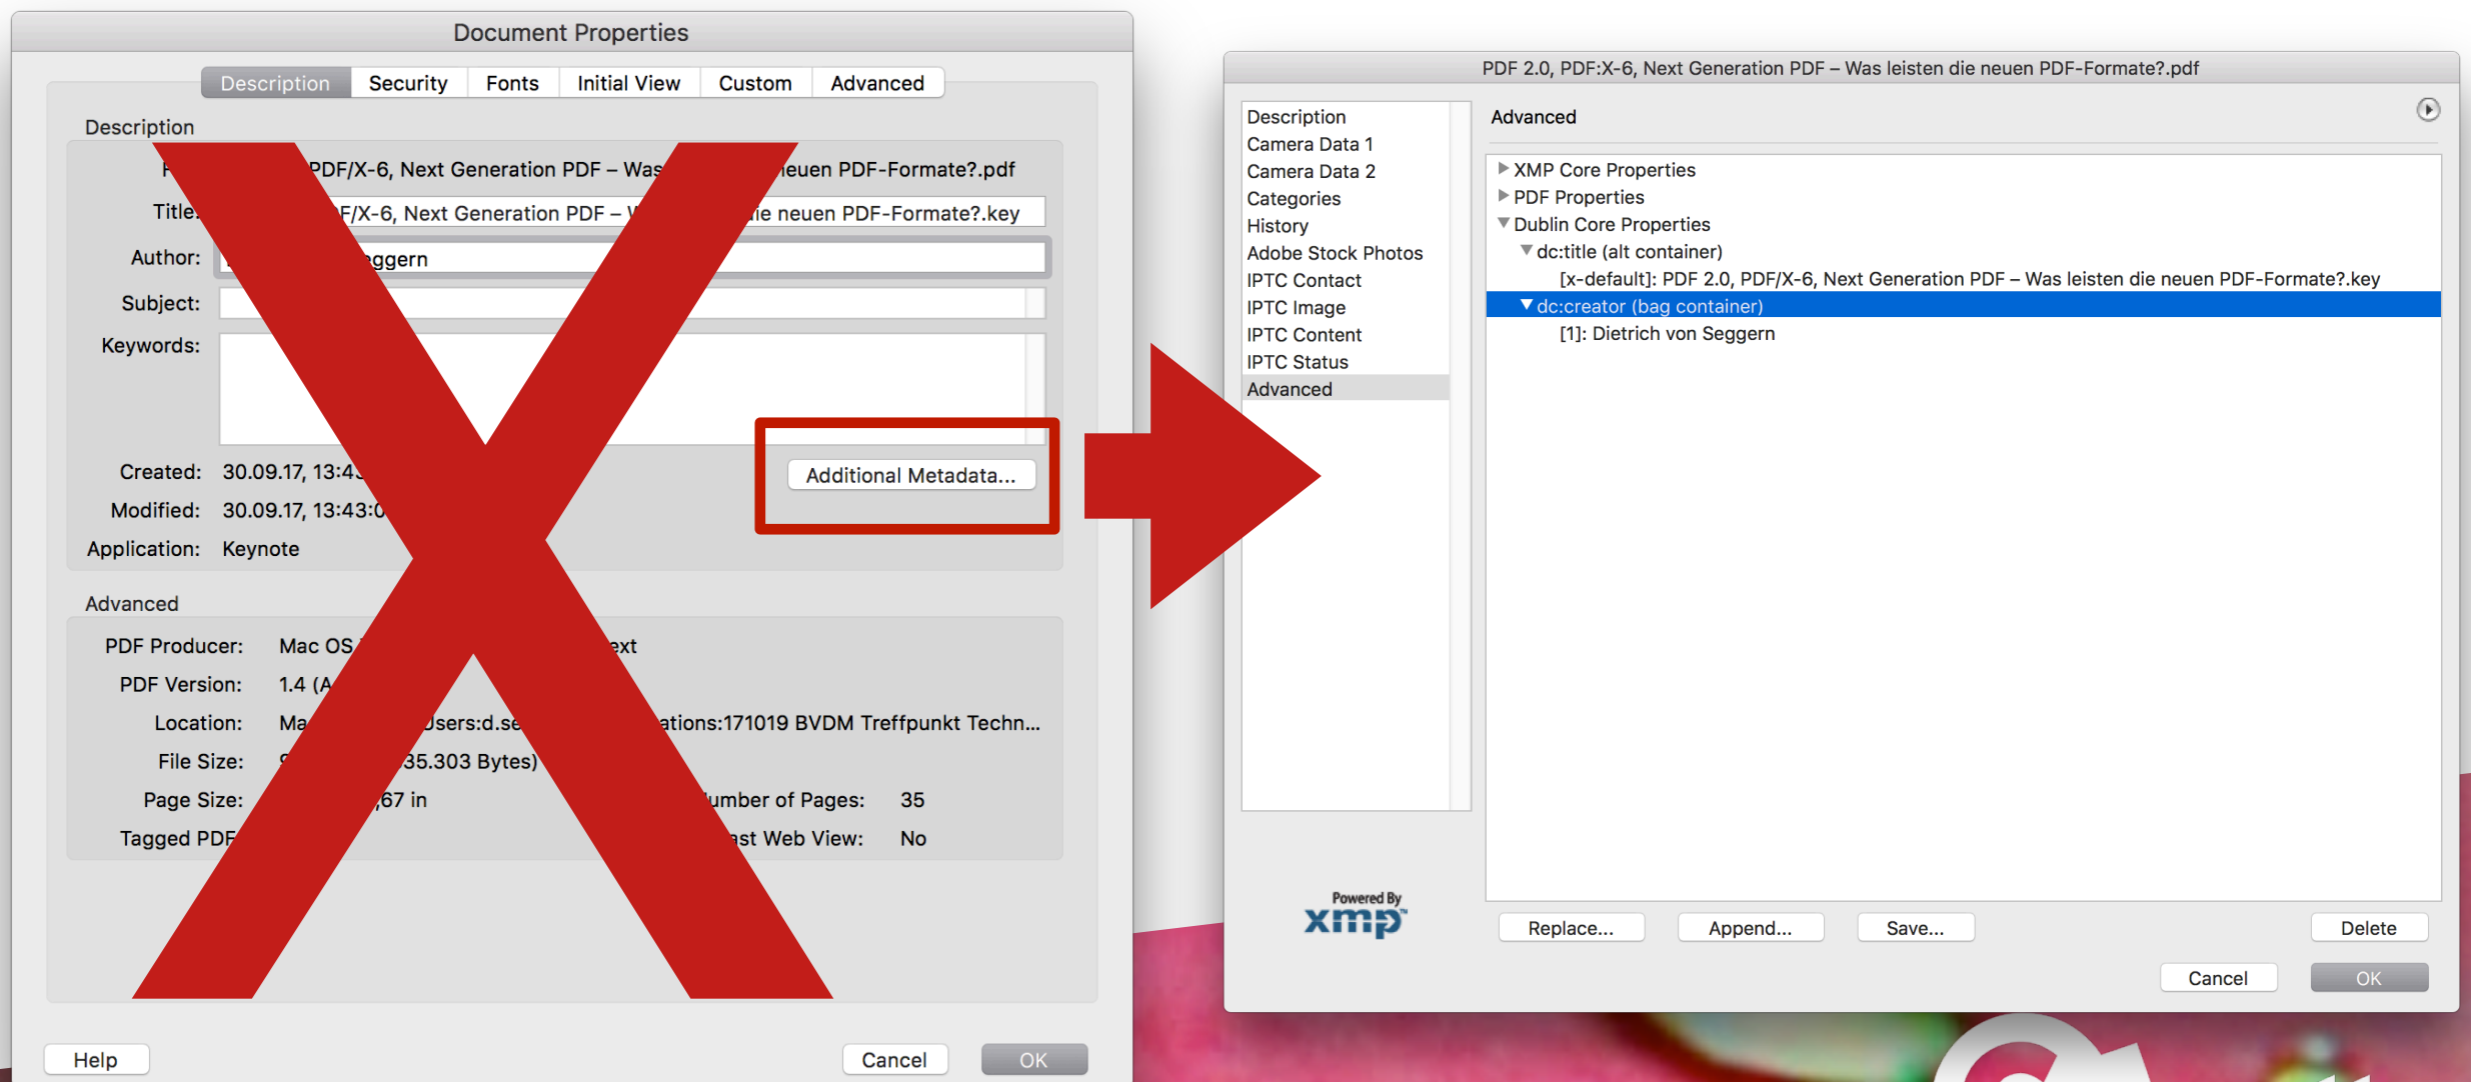 Document Properties
Description Security Fonts Initial View Custom Advanced
Description
PDF/X-6, Next Generation PDF – Was neuen PDF-Formate?.pdf
Title: F/X-6, Next Generation PDF – die neuen PDF-Formate?.key
Author: eggern
Subject:
Keywords:
Created: 30.09.17, 13:43
Additional Metadata...
Modified: 30.09.17, 13:43:0
Application: Keynote
Advanced
PDF Producer: Mac OS ext
PDF Version: 1.4 (A
Location: Ma Users:d.se ations:171019 BVDM Treffpunkt Techn...
File Size: 35.303 Bytes)
Page Size: ,67 in Number of Pages: 35
Tagged PDF Fast Web View: No
Help Cancel OK
PDF 2.0, PDF:X-6, Next Generation PDF – Was leisten die neuen PDF-Formate?.pdf
Description
Camera Data 1
Camera Data 2
Categories
History
Adobe Stock Photos
IPTC Contact
IPTC Image
IPTC Content
IPTC Status
Advanced
Powered By
xmp™
Advanced
XMP Core Properties
PDF Properties
Dublin Core Properties
dc:title (alt container)
[x-default]: PDF 2.0, PDF/X-6, Next Generation PDF – Was leisten die neuen PDF-Formate?.key
dc:creator (bag container)
[1]: Dietrich von Seggern
Replace... Append... Save... Delete
Cancel OK